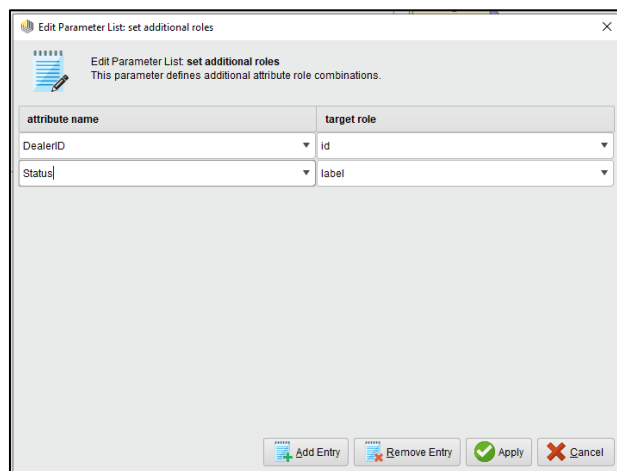 Edit Parameter List: set additional roles
Edit Parameter List: set additional roles
This parameter defines additional attribute role combinations.
attribute name target role
DealerID id
Status label
Add Entry Remove Entry Apply Cancel